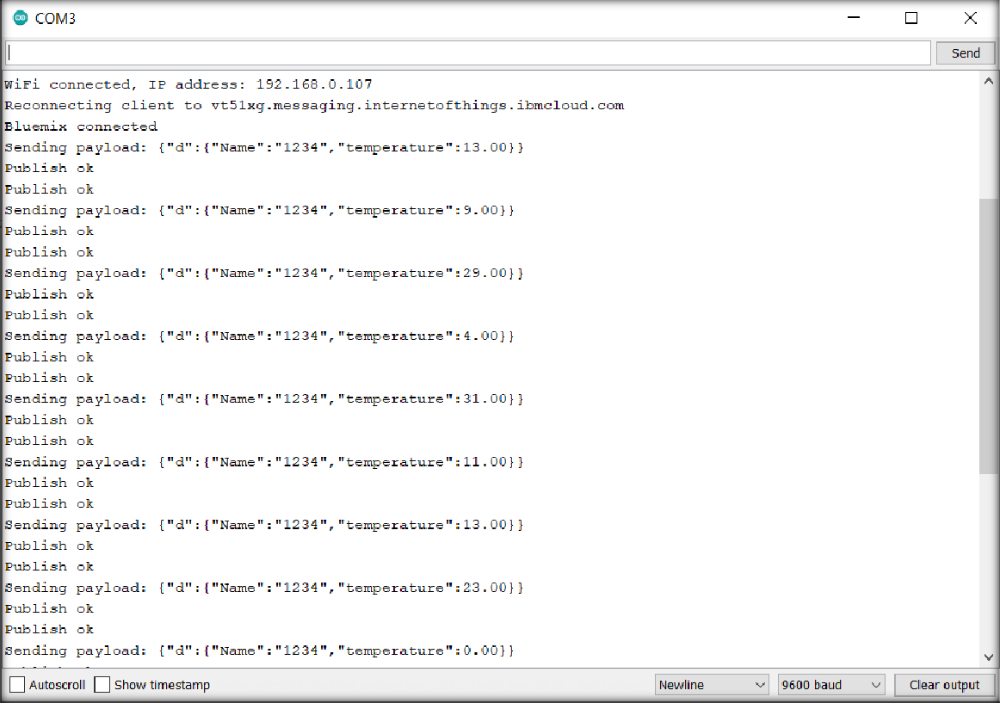 COM3
Send
WiFi connected, IP address: 192.168.0.107
Reconnecting client to vt51xg.messaging.internetofthings.ibmcloud.com
Bluemix connected
Sending payload: {"d":{"Name":"1234","temperature":13.00}}
Publish ok
Publish ok
Sending payload: {"d":{"Name":"1234","temperature":9.00}}
Publish ok
Publish ok
Sending payload: {"d":{"Name":"1234","temperature":29.00}}
Publish ok
Publish ok
Sending payload: {"d":{"Name":"1234","temperature":4.00}}
Publish ok
Publish ok
Sending payload: {"d":{"Name":"1234","temperature":31.00}}
Publish ok
Publish ok
Sending payload: {"d":{"Name":"1234","temperature":11.00}}
Publish ok
Publish ok
Sending payload: {"d":{"Name":"1234","temperature":13.00}}
Publish ok
Publish ok
Sending payload: {"d":{"Name":"1234","temperature":23.00}}
Publish ok
Publish ok
Sending payload: {"d":{"Name":"1234","temperature":0.00}}
Autoscroll Show timestamp Newline 9600 baud Clear output